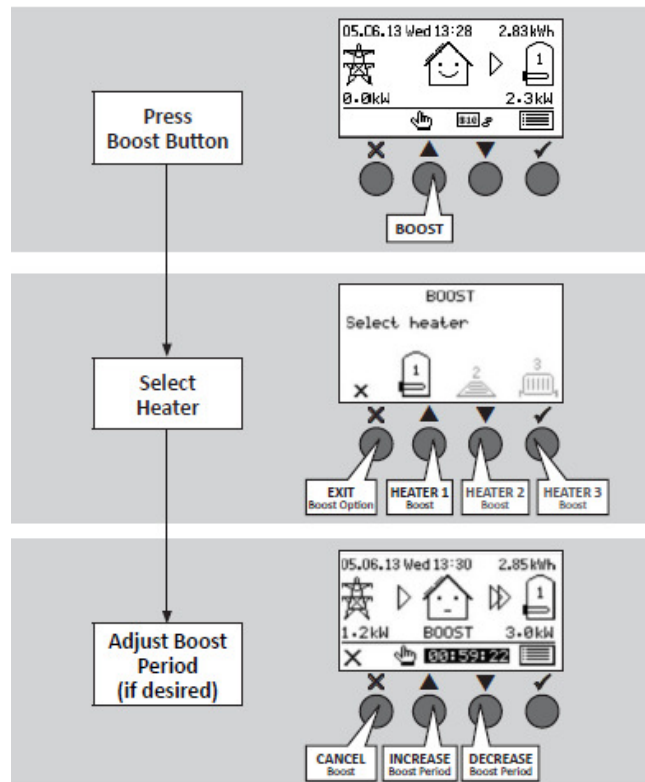 05.06.13 Wed 13:28 2.83kWh
1
0.0kW 2.3kW
$10
Press
Boost Button
BOOST
BOOST
Select heater
1 2 3
Select
Heater
EXIT
Boost Option
HEATER 1
Boost
HEATER 2
Boost
HEATER 3
Boost
05.06.13 Wed 13:30 2.85kWh
1
1.2kW BOOST 3.0kW
00:59:22
Adjust Boost
Period
(if desired)
CANCEL
Boost
INCREASE
Boost Period
DECREASE
Boost Period